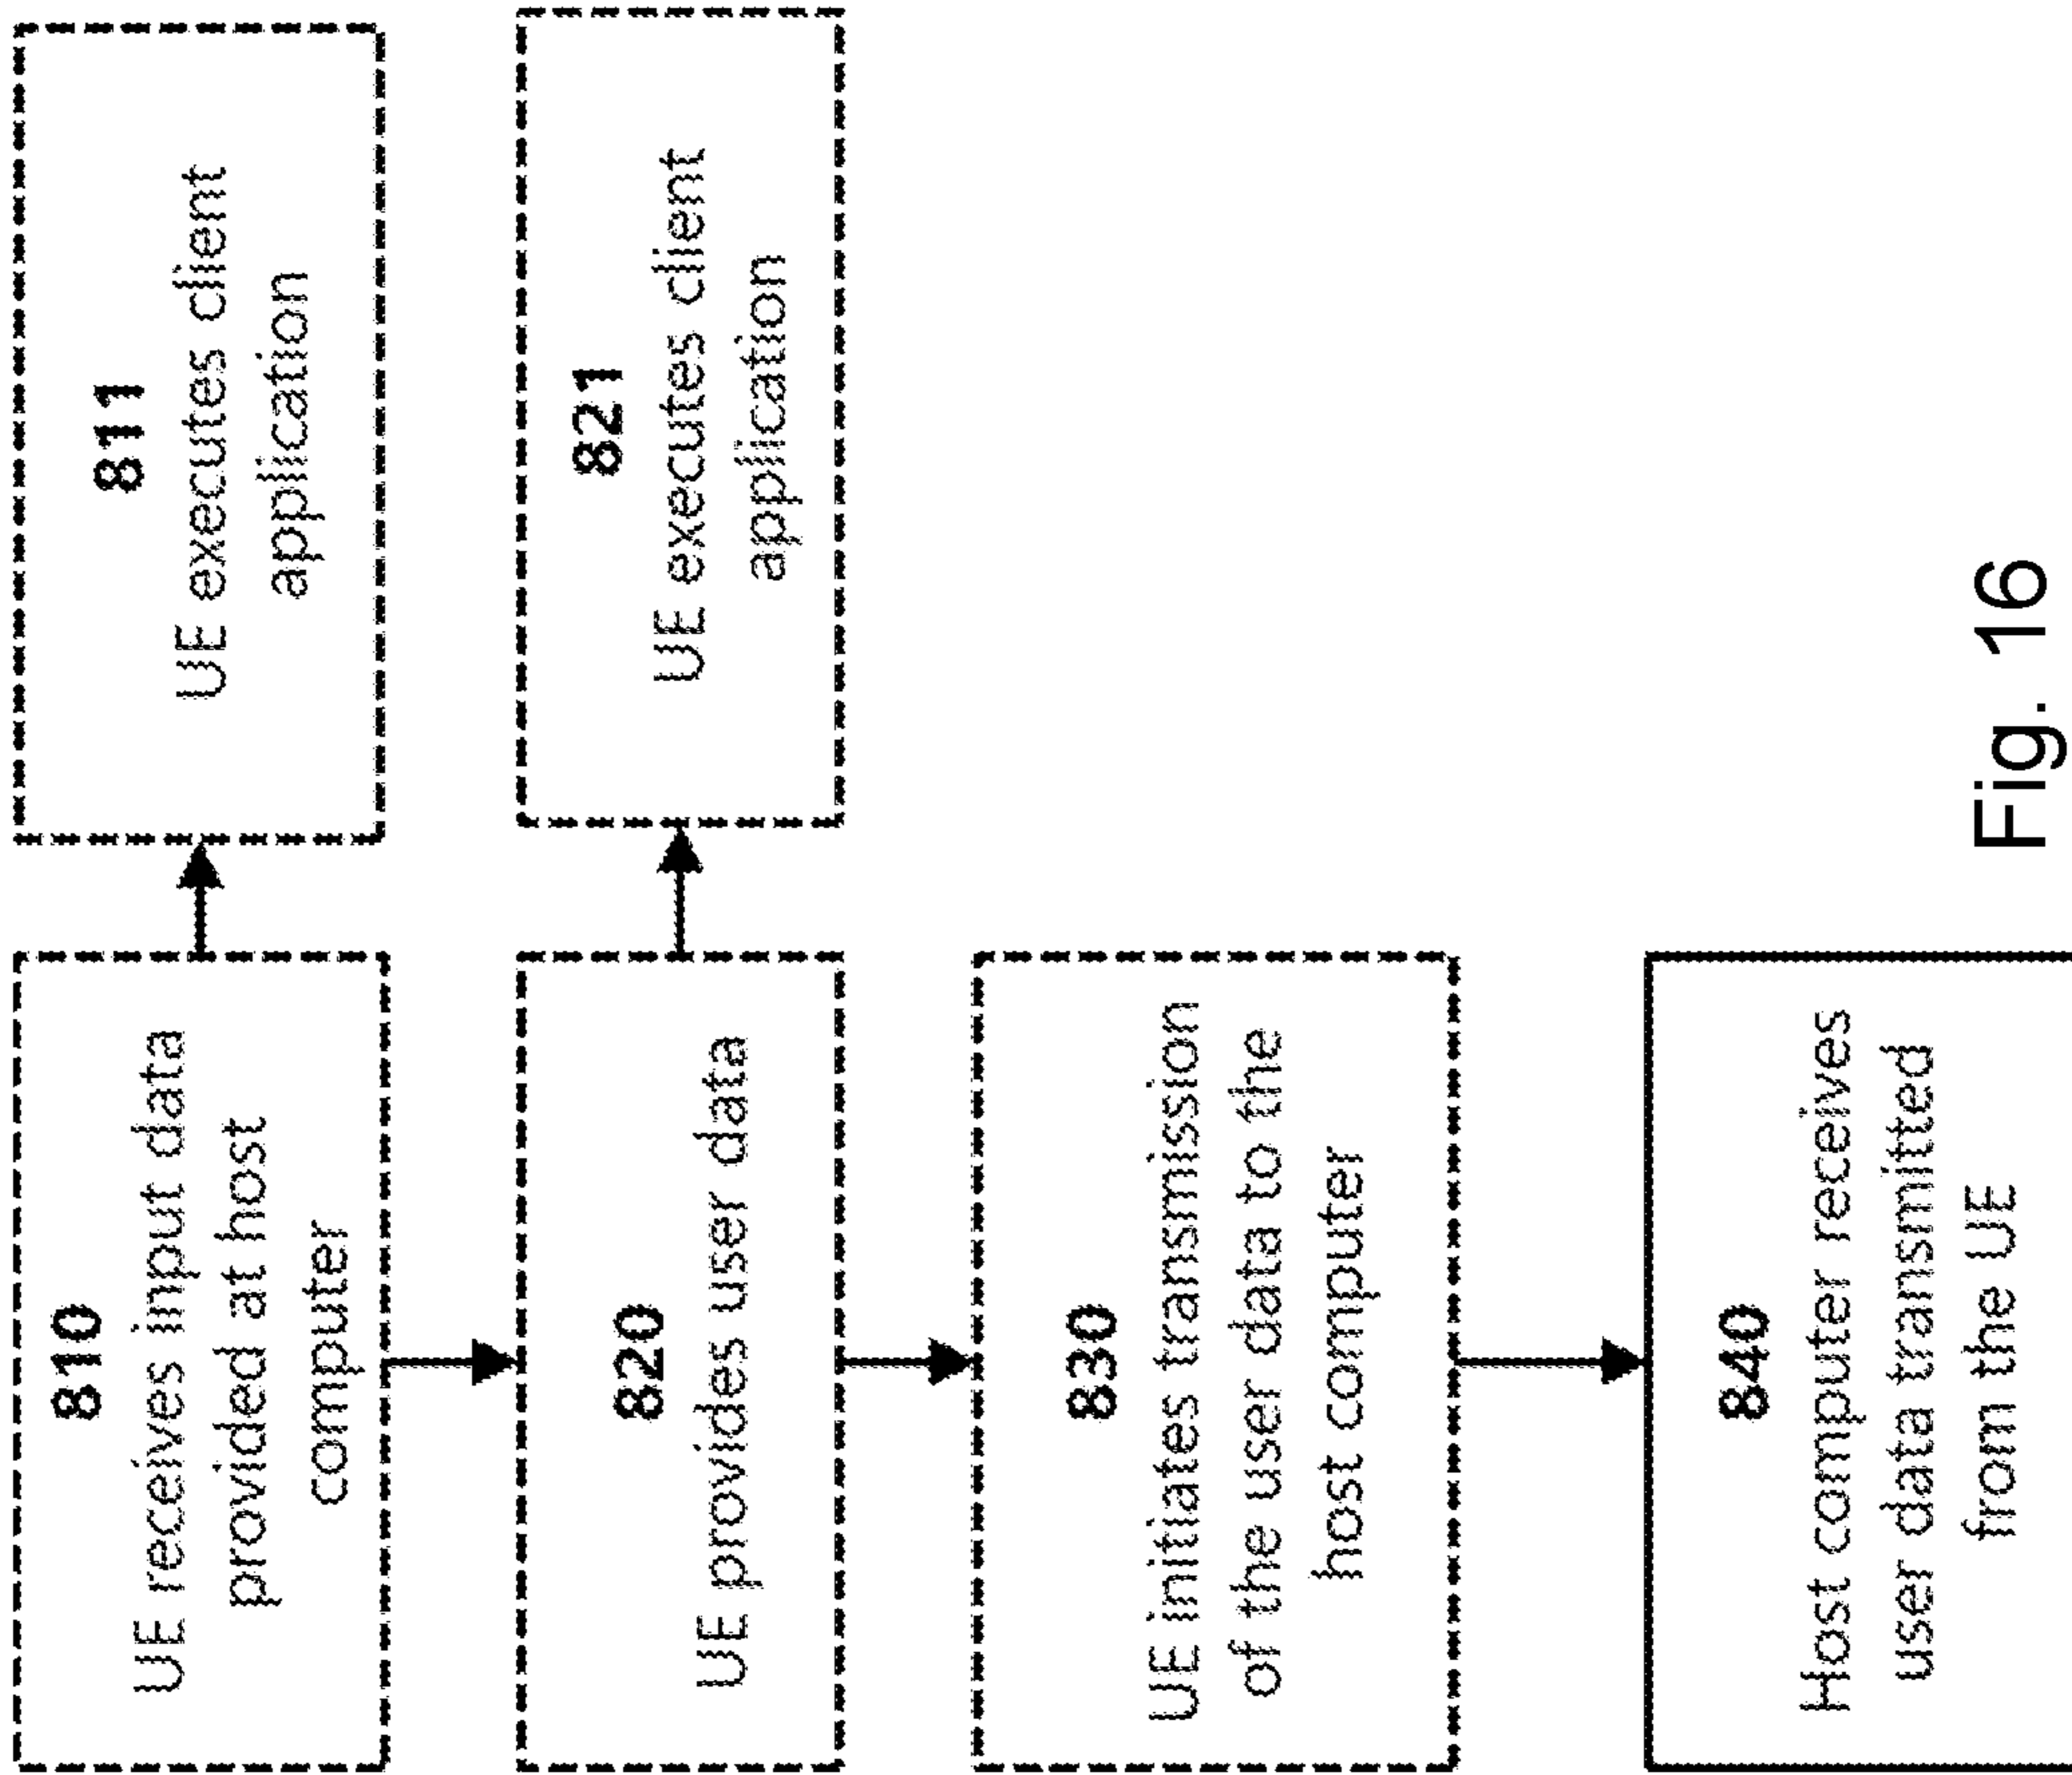 810
UE receives input data
provided at host
computer
811
UE executes client
application
820
UE provides user data
821
UE executes client
application
830
UE initiates transmission
of the user data to the
host computer
840
Host computer receives
user data transmitted
from the UE
Fig. 16